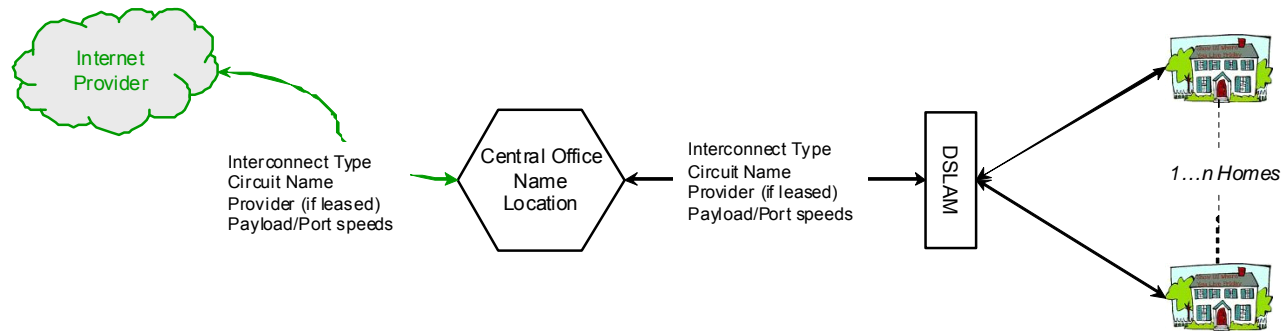 Internet
Provider
Interconnect Type
Circuit Name
Provider (if leased)
Payload/Port speeds
Central Office
Name
Location
Interconnect Type
Circuit Name
Provider (if leased)
Payload/Port speeds
DSLAM
1…n Homes